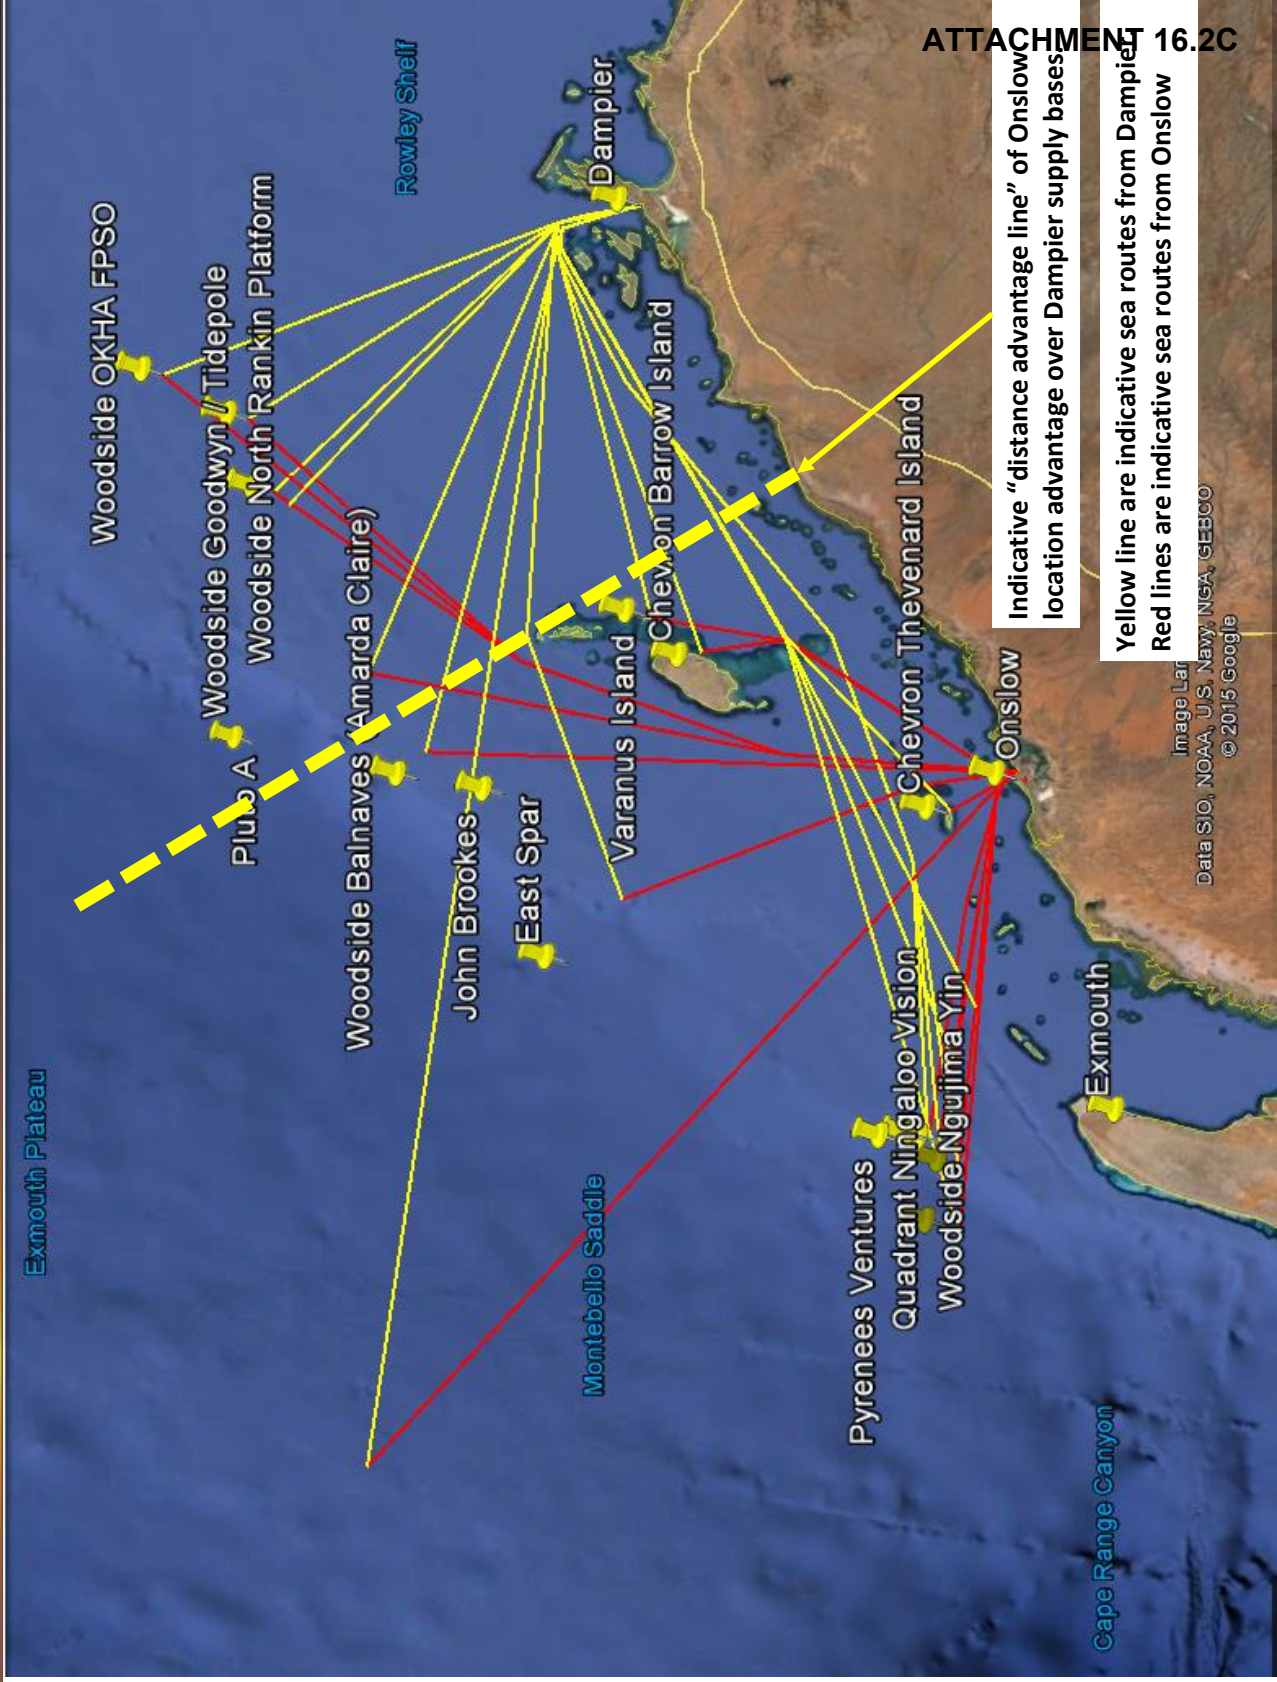 ATTACHMENT 16.2C
Exmouth Plateau
Rowley Shelf
Woodside OKHA FPSO
Woodside Goodwyn / Tidepole
Woodside North Rankin Platform
Pluto A
Woodside Balnaves (Amarda Claire)
John Brookes
East Spar
Dampier
Varanus Island
Chevron Barrow Island
Montebello Saddle
Pyrenees Ventures
Quadrant Ningaloo Vision
Woodside Ngujima Yin
Chevron Thevenard Island
Onslow
Exmouth
Cape Range Canyon
Indicative “distance advantage line” of Onslow
location advantage over Dampier supply bases.
Yellow line are indicative sea routes from Dampier
Red lines are indicative sea routes from Onslow
Image Lan
Data SIO, NOAA, U.S. Navy, NGA, GEBCO
© 2015 Google